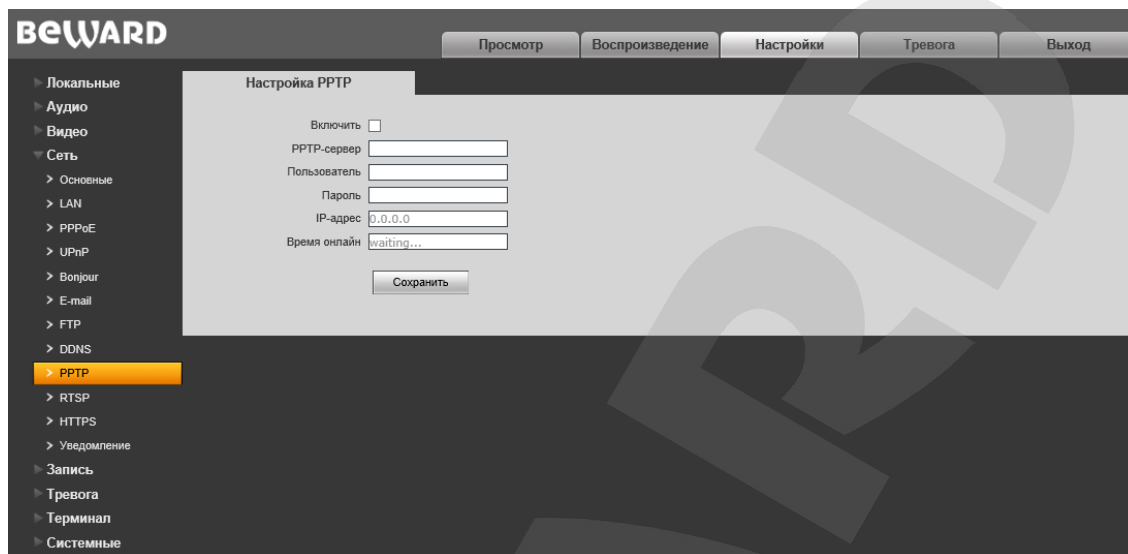 BEWARD
Просмотр
Воспроизведение
Настройки
Тревога
Выход
Локальные
Аудио
Видео
Сеть
Основные
LAN
PPPoE
UPnP
Bonjour
E-mail
FTP
DDNS
PPTP
RTSP
HTTPS
Уведомление
Запись
Тревога
Терминал
Системные
Настройка PPTP
Включить
PPTP-сервер
Пользователь
Пароль
IP-адрес 0.0.0.0
Время онлайн waiting...
Сохранить